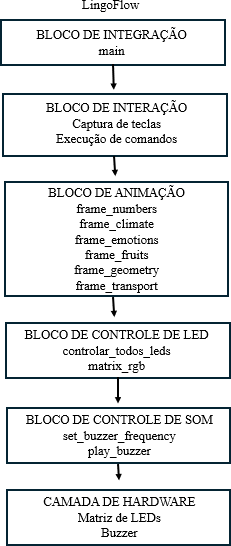 LingoFlow
BLOCO DE INTEGRAÇÃO
main
BLOCO DE INTERAÇÃO
Captura de teclas
Execução de comandos
BLOCO DE ANIMAÇÃO
frame_numbers
frame_climate
frame_emotions
frame_fruits
frame_geometry
frame_transport
BLOCO DE CONTROLE DE LED
controlar_todos_leds
matrix_rgb
BLOCO DE CONTROLE DE SOM
set_buzzer_frequency
play_buzzer
CAMADA DE HARDWARE
Matriz de LEDs
Buzzer